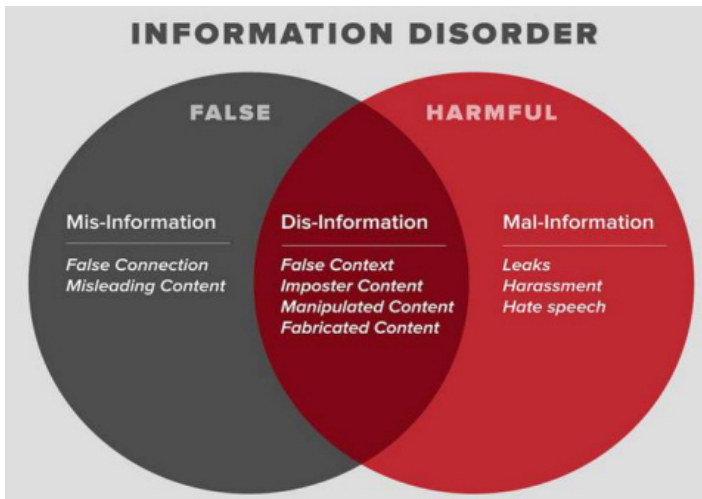 INFORMATION DISORDER
FALSE
HARMFUL
Mis-Information
False Connection
Misleading Content
Dis-Information
False Context
Imposter Content
Manipulated Content
Fabricated Content
Mal-Information
Leaks
Harassment
Hate speech